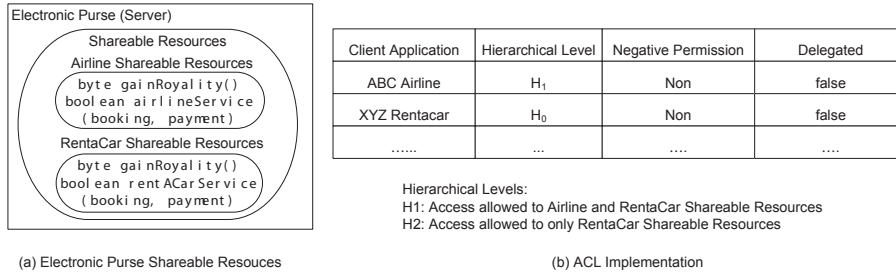 Electronic Purse (Server)
Shareable Resources
Airline Shareable Resources
byte gainRoyality()
boolean airlineService
(booking, payment)
RentaCar Shareable Resources
byte gainRoyality()
boolean rentACarService
(booking, payment)
(a) Electronic Purse Shareable Resouces
Client Application Hierarchical Level Negative Permission Delegated
ABC Airline H1 Non false
XYZ Rentacar H0 Non false
…... ... …. ….
Hierarchical Levels:
H1: Access allowed to Airline and RentaCar Shareable Resources
H2: Access allowed to only RentaCar Shareable Resources
(b) ACL Implementation